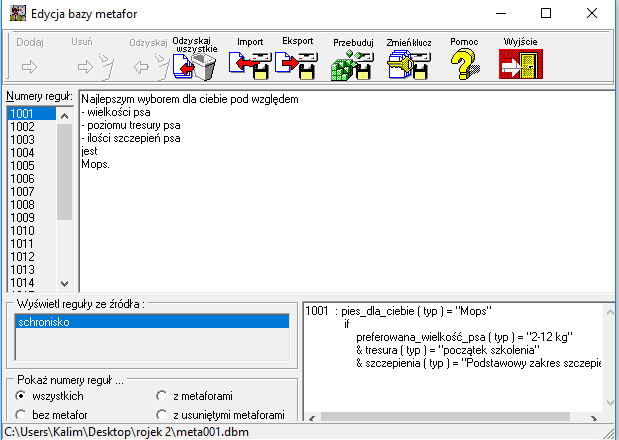 Edycja bazy metafor
Dodaj
Usuń
Odzyskaj
Odzyskaj wszystkie
Import
Eksport
Przebuduj
Zmień klucz
Pomoc
Wyjście
Numery reguł:
1001
1002
1003
1004
1005
1006
1007
1008
1009
1010
1011
1012
1013
1014
Najlepszym wyborem dla ciebie pod względem
- wielkości psa
- poziomu tresury psa
- ilości szczepień psa
jest
Mops.
Wyświetl reguły ze źródła :
schronisko
Pokaż numery reguł ...
wszystkich
z metaforami
bez metafor
z usuniętymi metaforami
1001 : pies_dla_ciebie ( typ ) = "Mops"
if
preferowana_wielkość_psa ( typ ) = "2-12 kg"
& tresura ( typ ) = "początek szkolenia"
& szczepienia ( typ ) = "Podstawowy zakres szczepie
C:\Users\Kalim\Desktop\rojek 2\meta001.dbm